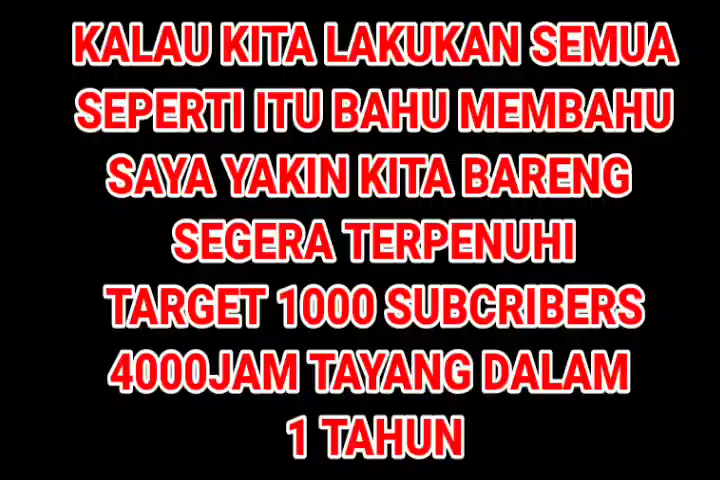 KALAU KITA LAKUKAN SEMUA
SEPERTI ITU BAHU MEMBAHU
SAYA YAKIN KITA BARENG
SEGERA TERPENUHI
TARGET 1000 SUBCRIBERS
4000JAM TAYANG DALAM
1 TAHUN